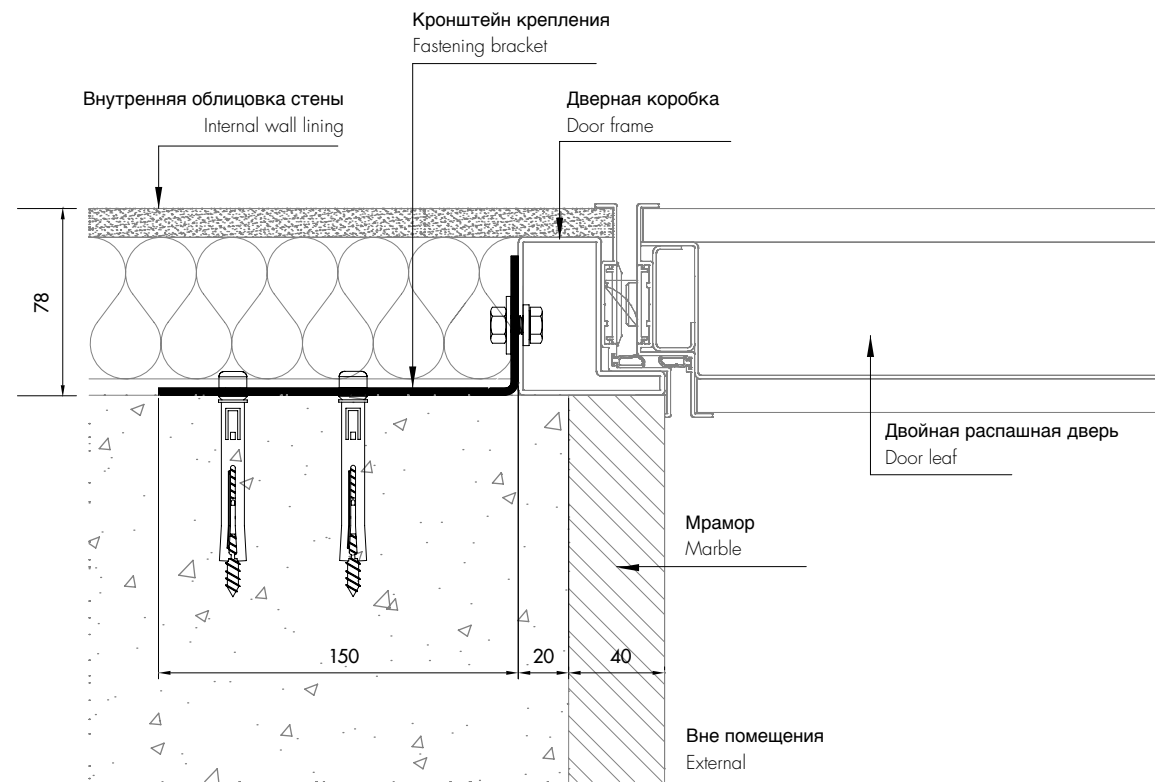 Кронштейн крепления
Fastening bracket
Внутренняя облицовка стены
Internal wall lining
Дверная коробка
Door frame
78
Двойная распашная дверь
Door leaf
Мрамор
Marble
150
20
40
Вне помещения
External